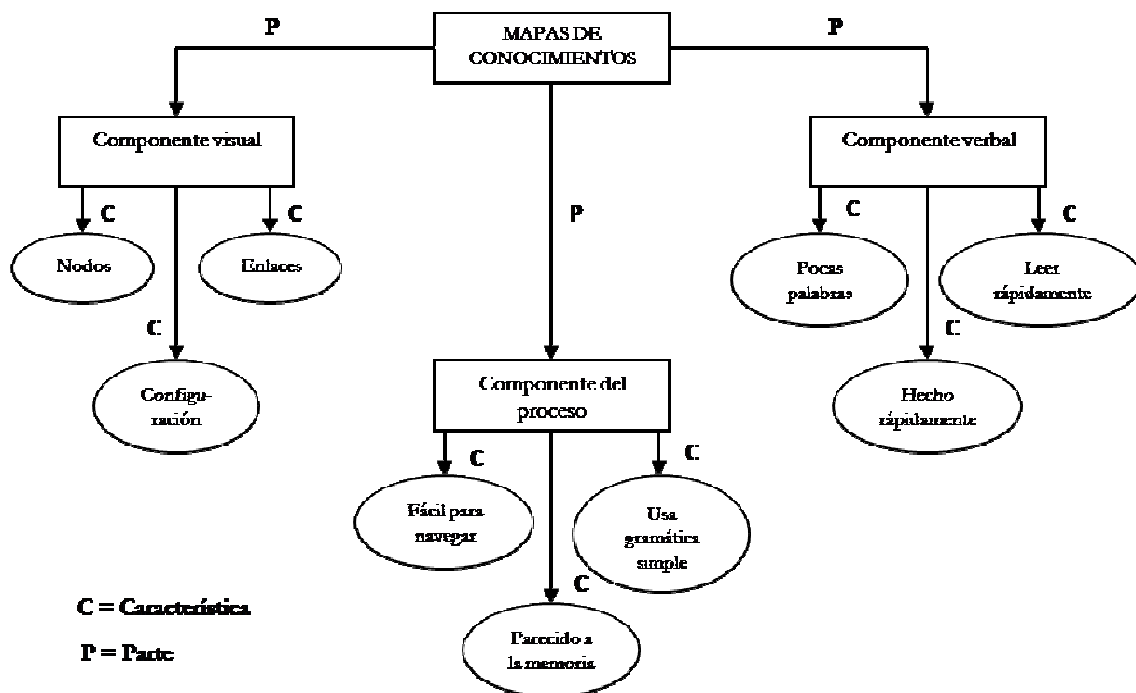 P
MAPAS DE
CONOCIMIENTOS
P
Componente visual
Componente verbal
C
C
P
C
C
Nodos
Enlaces
Pocas
palabras
Leer
rápidamente
C
C
Configu-
ración
Componente del
proceso
Hecho
rápidamente
C
C
Fácil para
navegar
Usa
gramática
simple
C
C = Característica
P = Parte
Parecido a
la memoria